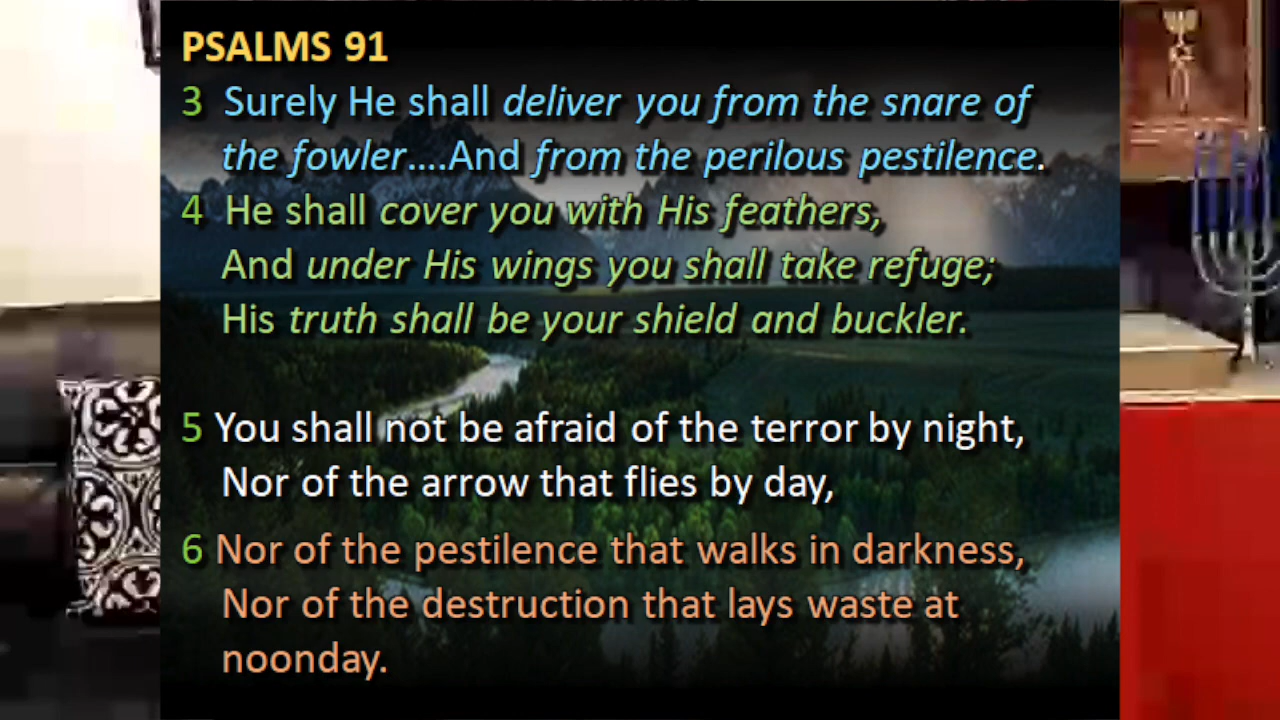 PSALMS 91
3 Surely He shall deliver you from the snare of
the fowler....And from the perilous pestilence.
4 He shall cover you with His feathers,
And under His wings you shall take refuge;
His truth shall be your shield and buckler.
5 You shall not be afraid of the terror by night,
Nor of the arrow that flies by day,
6 Nor of the pestilence that walks in darkness,
Nor of the destruction that lays waste at
noonday.